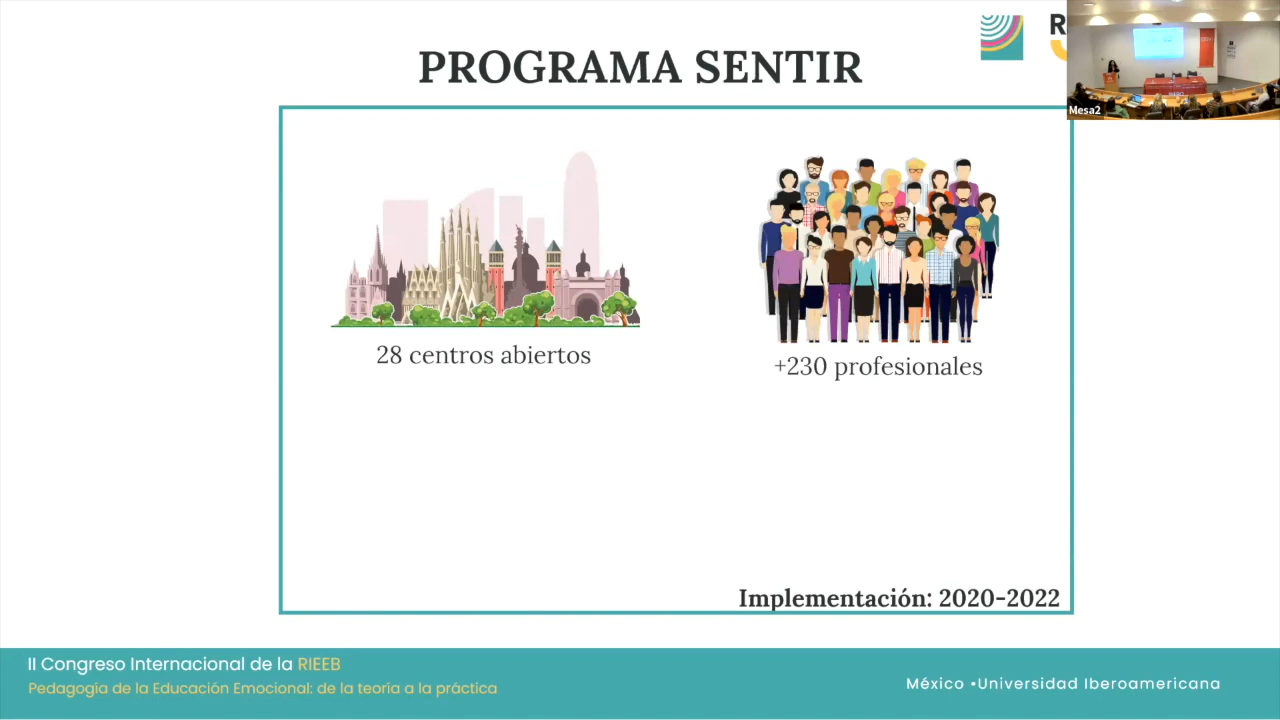 PROGRAMA SENTIR
R
Mesa2
28 centros abiertos
+230 profesionales
Implementación: 2020-2022
II Congreso Internacional de la RIEEB
Pedagogía de la Educación Emocional: de la teoría a la práctica
México •Universidad Iberoamericana